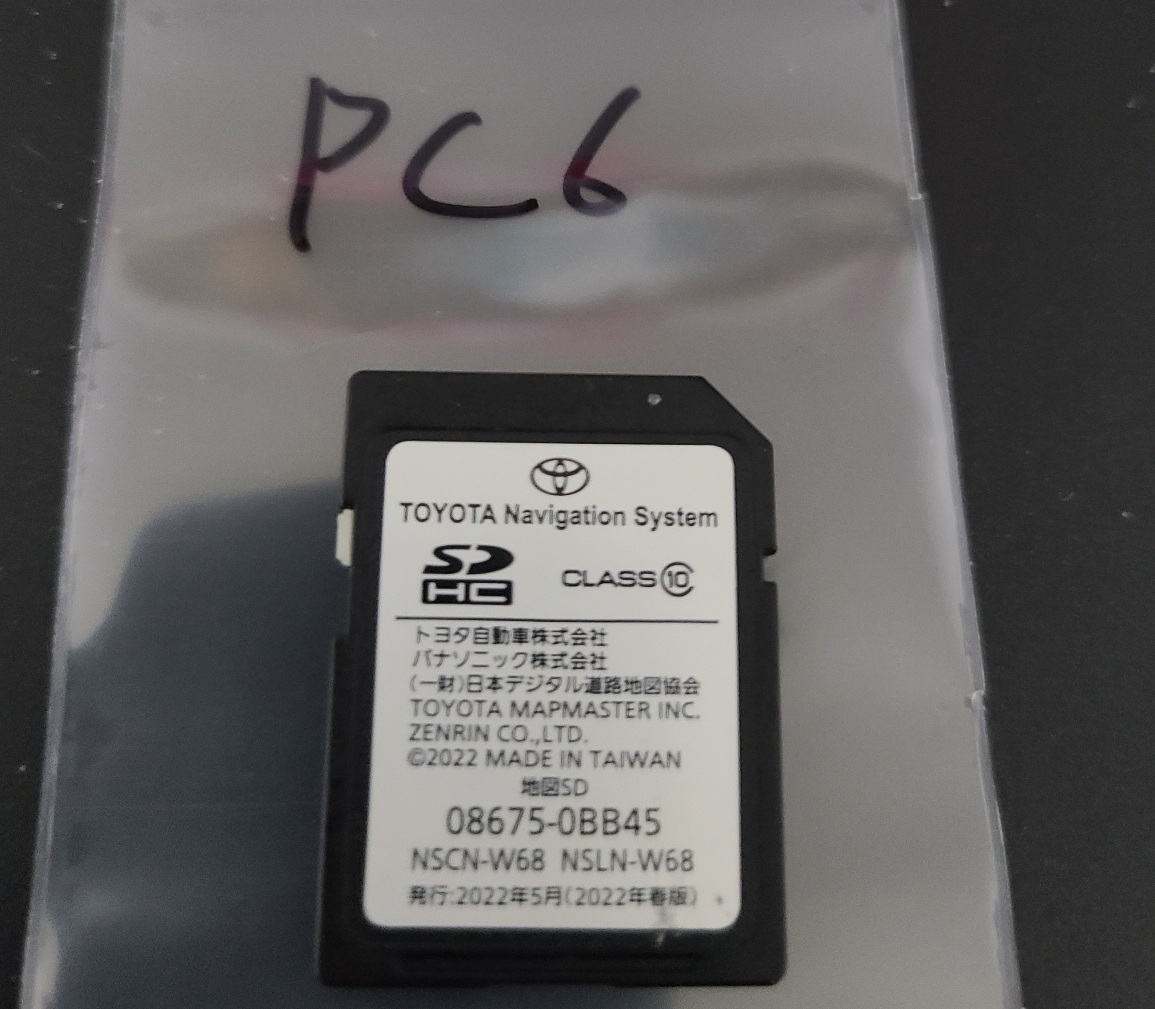 PC6
TOYOTA Navigation System
SD
HC CLASS 10
トヨタ自動車株式会社
パナソニック株式会社
(一財)日本デジタル道路地図協会
TOYOTA MAPMASTER INC.
ZENRIN CO.,LTD.
©2022 MADE IN TAIWAN
地図SD
08675-0BB45
NSCN-W68 NSLN-W68
発行:2022年5月(2022年春版)